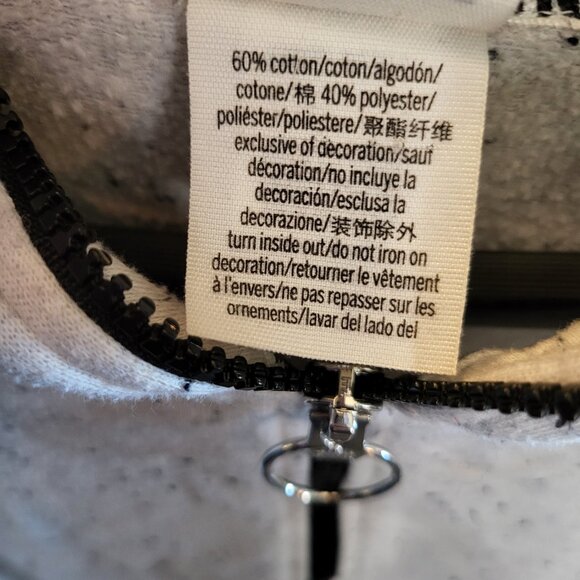 60% cotton/coton/algodón/
cotone/棉 40% polyester/
poliéster/poliestere/聚酯纤维
exclusive of decoration/sauf
décoration/no incluye la
decoración/esclusa la
decorazione/装饰除外
turn inside out/do not iron on
decoration/retourner le vêtement
à l'envers/ne pas repasser sur les
ornements/lavar del lado del